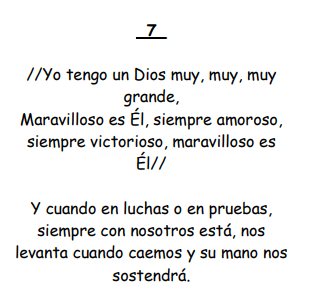 7
//Yo tengo un Dios muy, muy, muy
grande,
Maravilloso es Él, siempre amoroso,
siempre victorioso, maravilloso es
Él//
Y cuando en luchas o en pruebas,
siempre con nosotros está, nos
levanta cuando caemos y su mano nos
sostendrá.